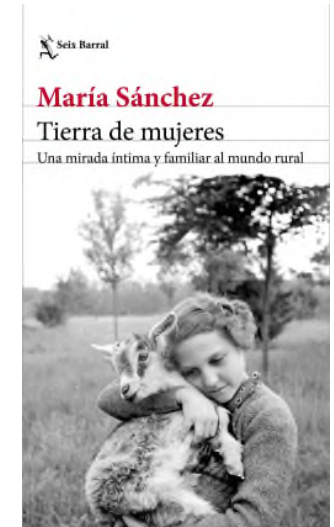 Seix Barral
María Sánchez
Tierra de mujeres
Una mirada íntima y familiar al mundo rural